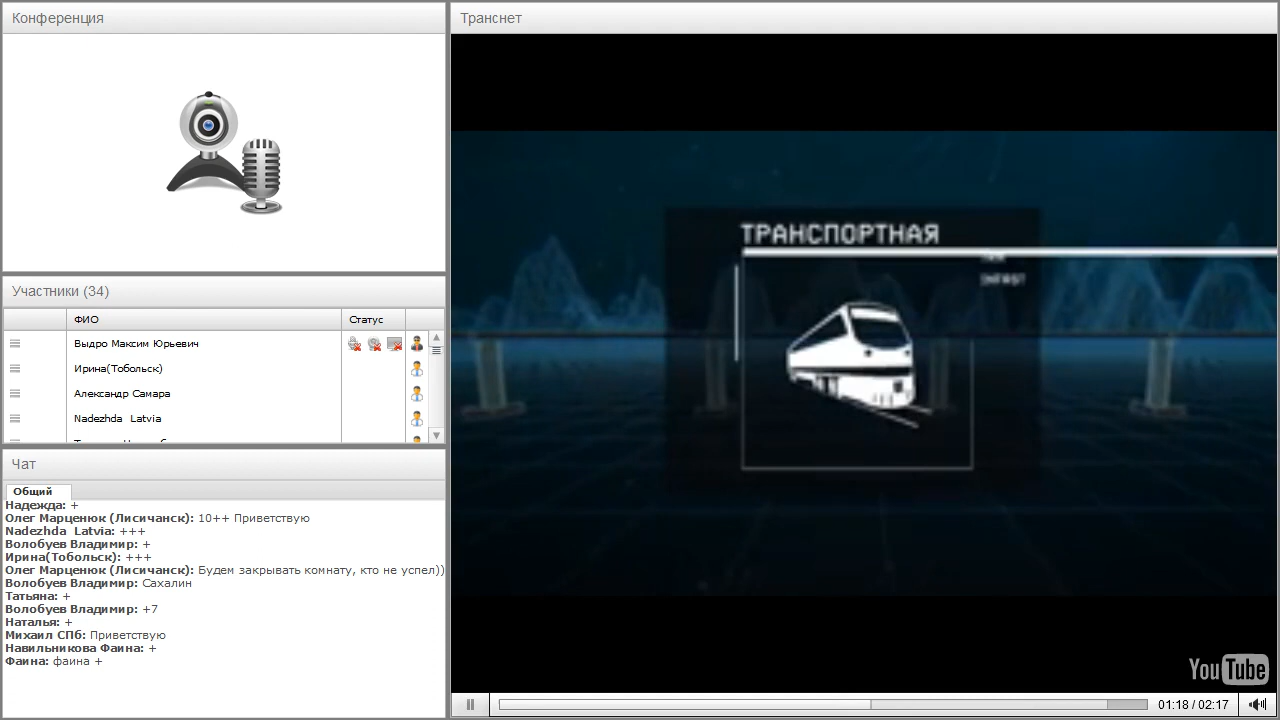 Конференция
Транснет
ТРАНСПОРТНАЯ
Участники (34)
ФИО Статус
Выдро Максим Юрьевич
Ирина(Тобольск)
Александр Самара
Nadezhda Latvia
Чат
Общий
Надежда: +
Олег Марценюк (Лисичанск): 10++ Приветствую
Nadezhda Latvia: +++
Волобуев Владимир: +
Ирина(Тобольск): +++
Олег Марценюк (Лисичанск): Будем закрывать комнату, кто не успел))
Волобуев Владимир: Сахалин
Татьяна: +
Волобуев Владимир: +7
Наталья: +
Михаил СПб: Приветствую
Навильникова Фаина: +
Фаина: фаина +
YouTube
01:18 / 02:17